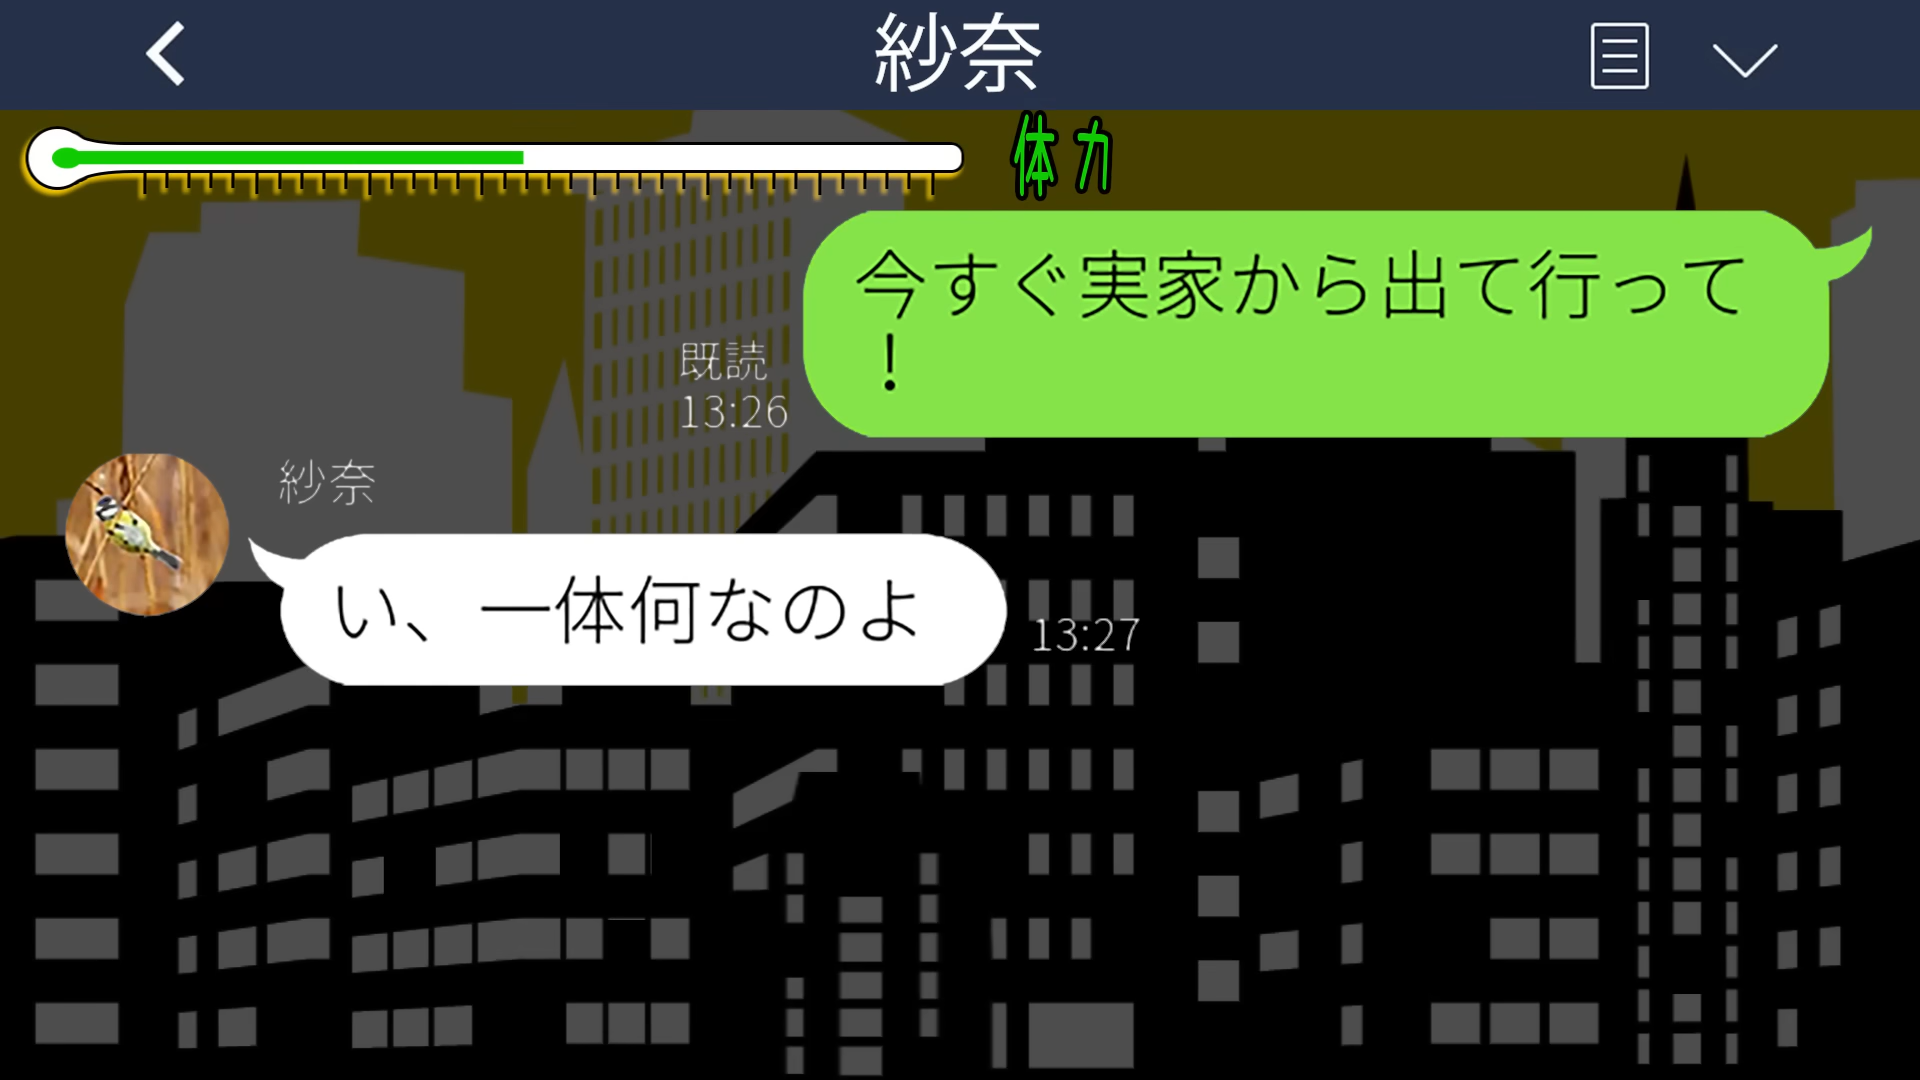 紗奈
体力
今すぐ実家から出て行って
！
既読
13:26
紗奈
い、一体何なのよ
13:27